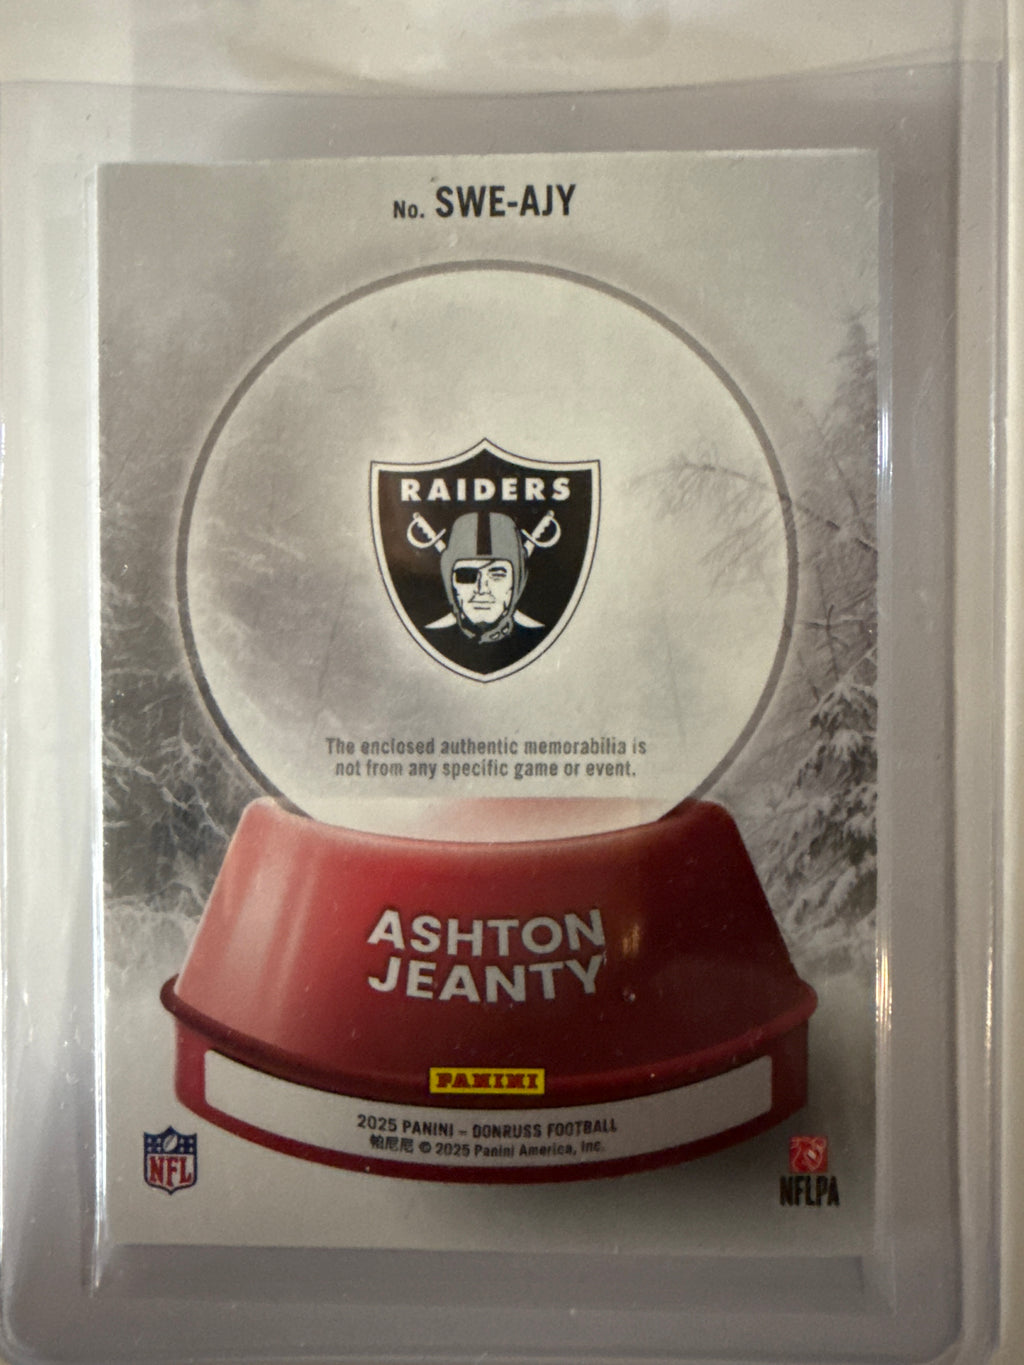 No. SWE-AJY
RAIDERS
The enclosed authentic memorabilia is
not from any specific game or event.
ASHTON
JEANTY
PANINI
2025 PANINI – DONRUSS FOOTBALL
帕尼尼 © 2025 Panini America, Inc.
NFL
NFLPA